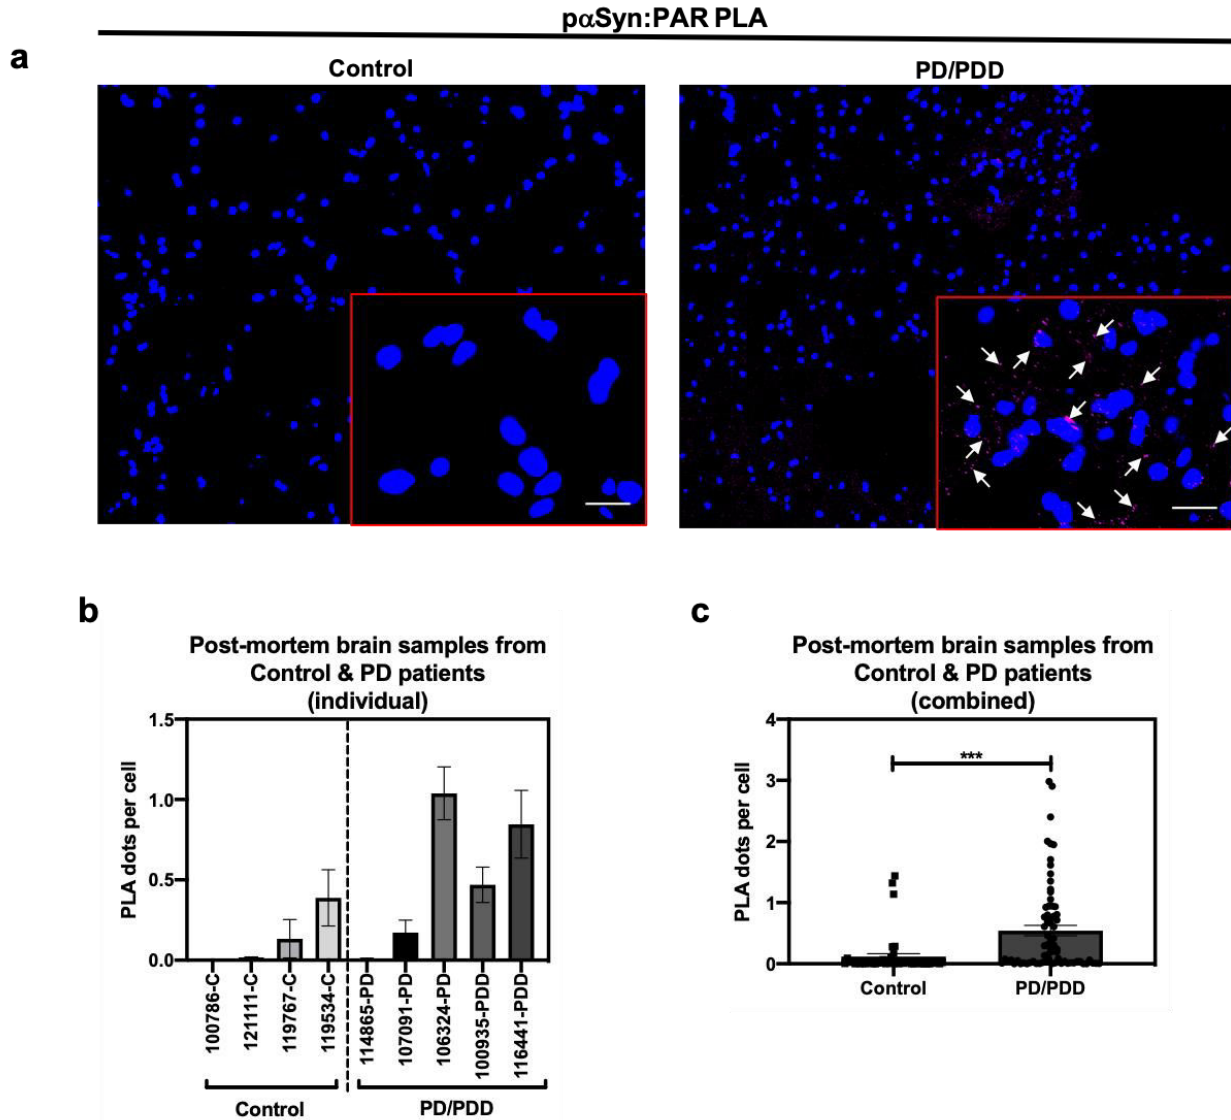 pαSyn:PAR PLA
a
Control
PD/PDD
b
Post-mortem brain samples from
Control & PD patients
(individual)
PLA dots per cell
1.5
1.0
0.5
0.0
100786-C
121111-C
119767-C
119534-C
114865-PD
107091-PD
106324-PD
100935-PDD
116441-PDD
Control
PD/PDD
c
Post-mortem brain samples from
Control & PD patients
(combined)
PLA dots per cell
4
3
2
1
0
***
Control
PD/PDD